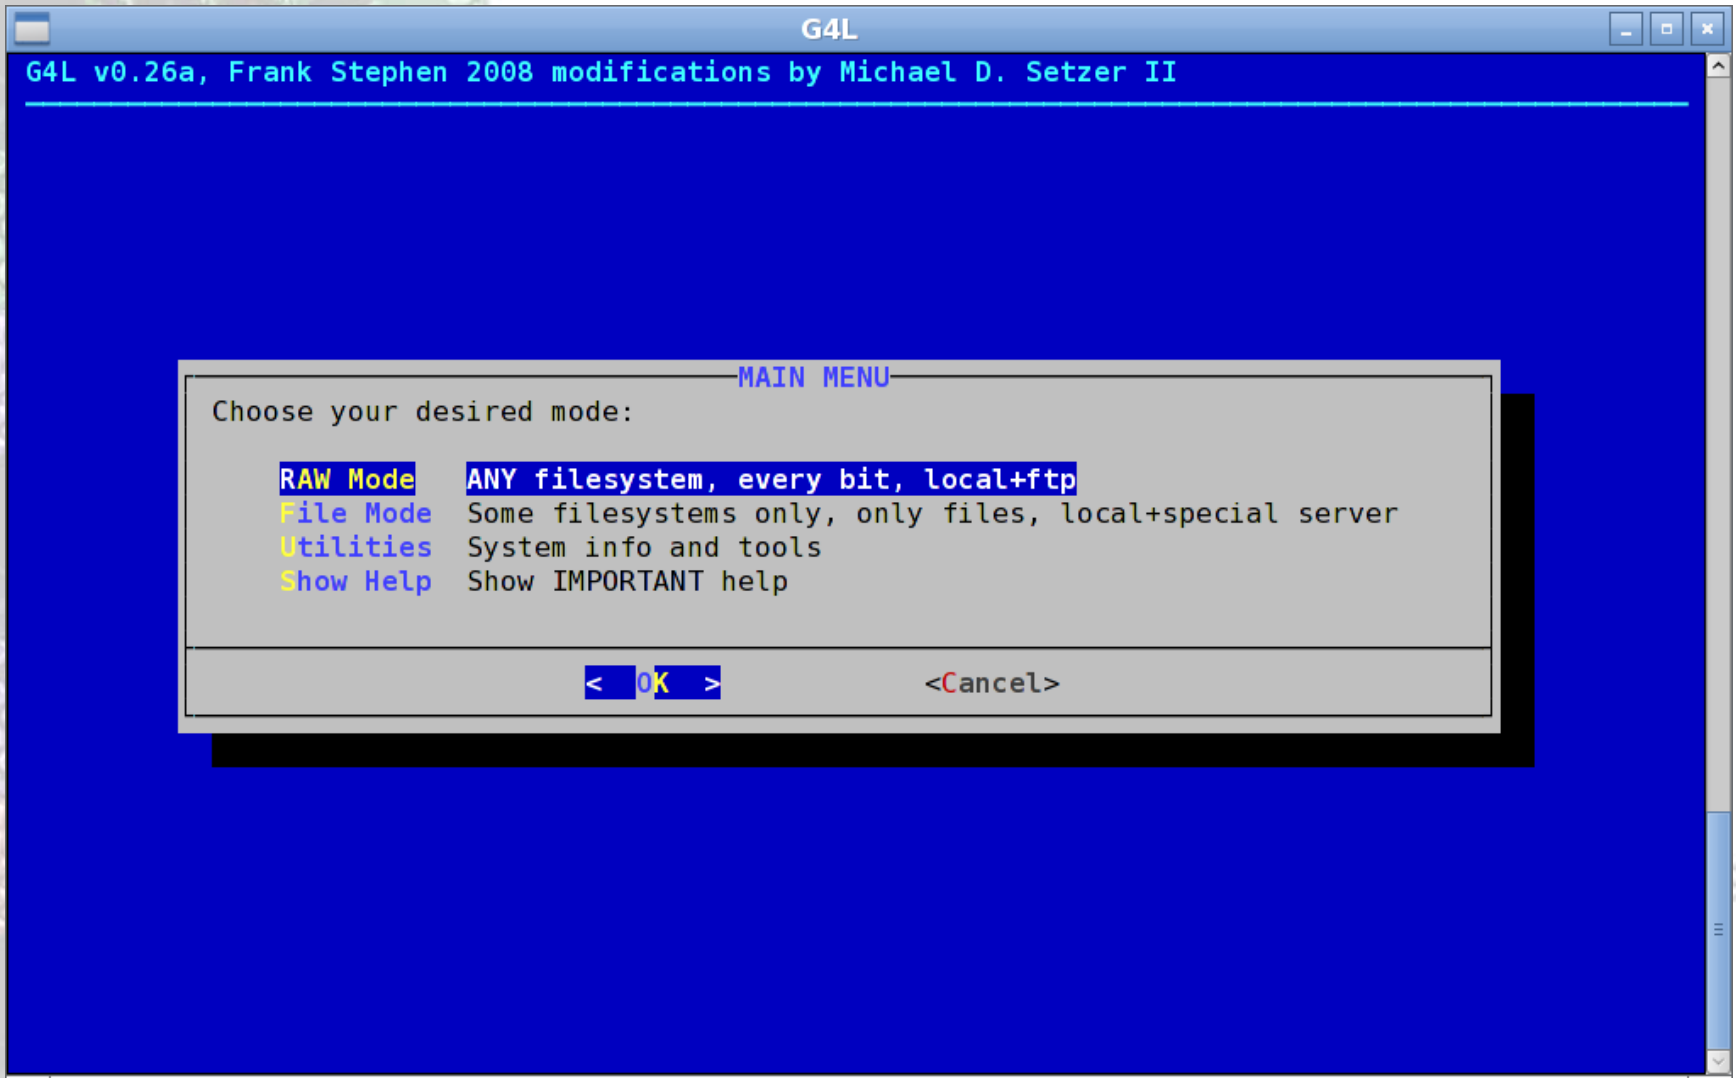 G4L
G4L v0.26a, Frank Stephen 2008 modifications by Michael D. Setzer II
MAIN MENU
Choose your desired mode:
RAW Mode ANY filesystem, every bit, local+ftp
File Mode Some filesystems only, only files, local+special server
Utilities System info and tools
Show Help Show IMPORTANT help
< OK > <Cancel>